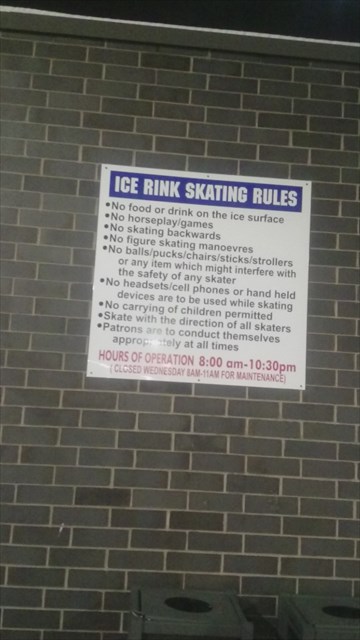 ICE RINK SKATING RULES
•No food or drink on the ice surface
•No horseplay/games
•No skating backwards
•No figure skating manoevres
•No balls/pucks/chairs/sticks/strollers
or any item which might interfere with
the safety of any skater
•No headsets/cell phones or hand held
devices are to be used while skating
•No carrying of children permitted
•Skate with the direction of all skaters
•Patrons are to conduct themselves
appropriately at all times
HOURS OF OPERATION 8:00 am-10:30pm
(CLOSED WEDNESDAY 8AM-11AM FOR MAINTENANCE)